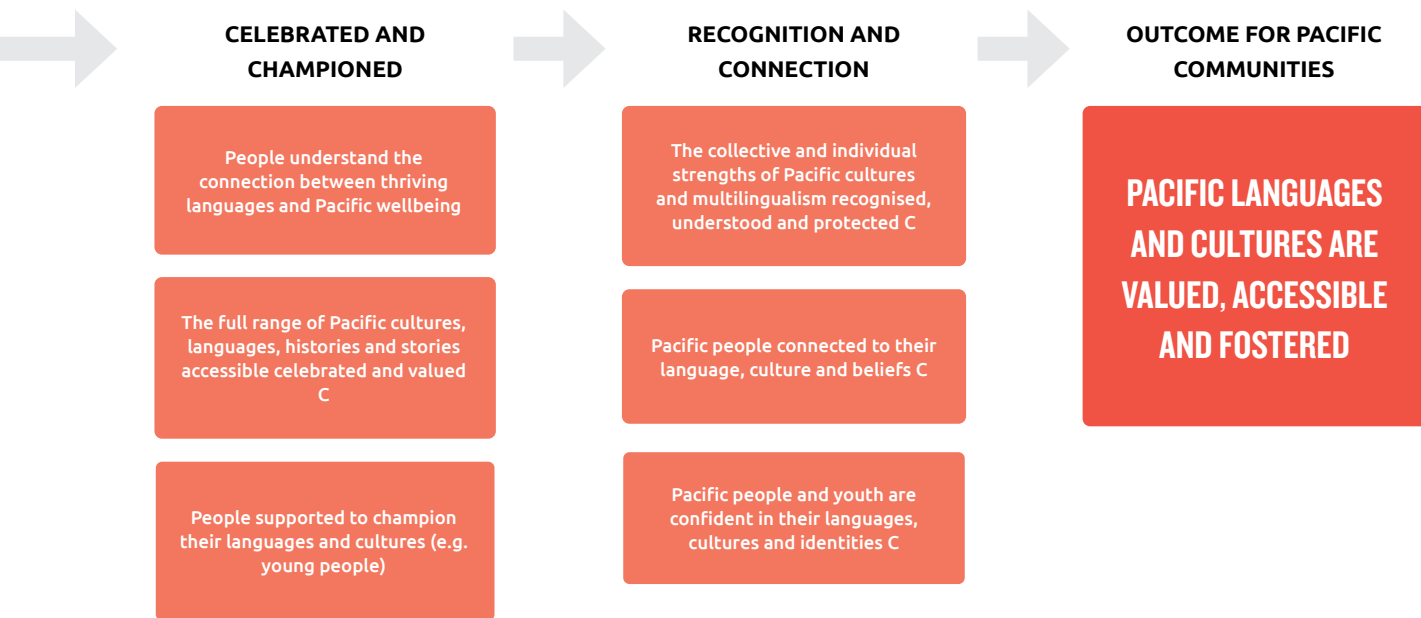 CELEBRATED AND
CHAMPIONED
People understand the
connection between thriving
languages and Pacific wellbeing
The full range of Pacific cultures,
languages, histories and stories
accessible celebrated and valued
C
People supported to champion
their languages and cultures (e.g.
young people)
RECOGNITION AND
CONNECTION
The collective and individual
strengths of Pacific cultures
and multilingualism recognised,
understood and protected C
Pacific people connected to their
language, culture and beliefs C
Pacific people and youth are
confident in their languages,
cultures and identities C
OUTCOME FOR PACIFIC
COMMUNITIES
PACIFIC LANGUAGES
AND CULTURES ARE
VALUED, ACCESSIBLE
AND FOSTERED